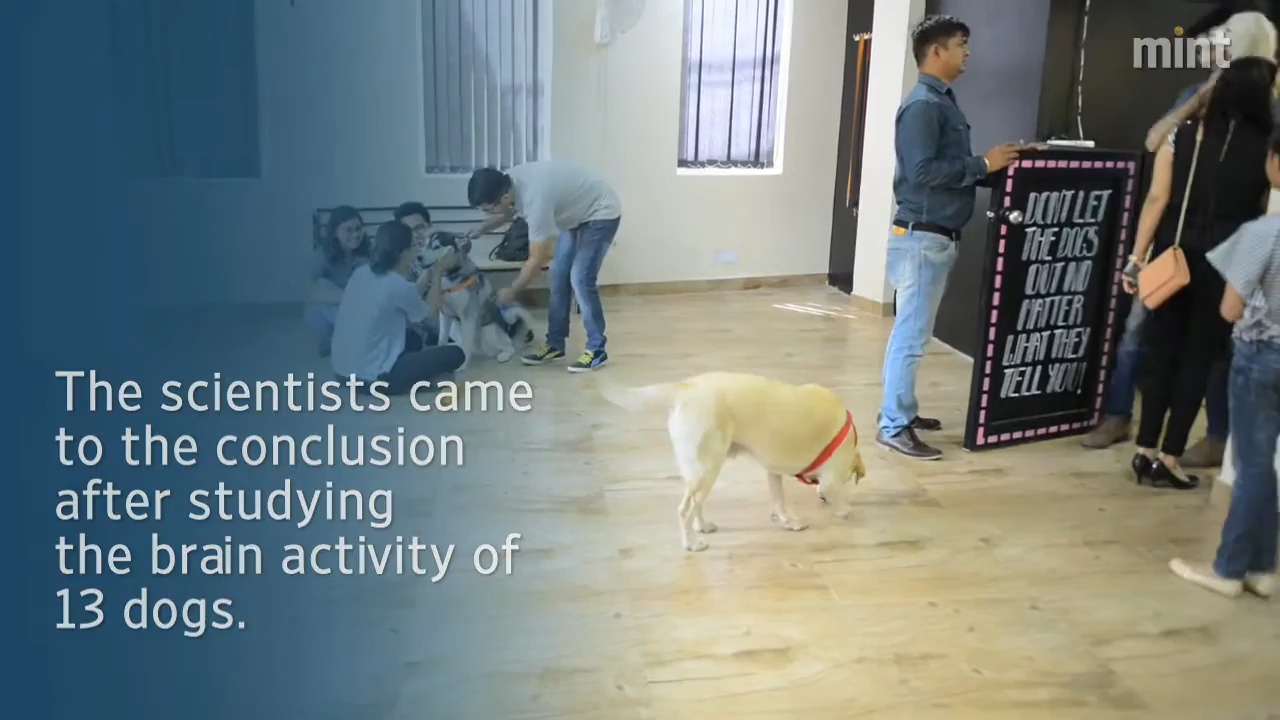 mint
DON'T LET
THE DOGS
OUT NO
MATTER
WHAT THEY
TELL YOU!
The scientists came
to the conclusion
after studying
the brain activity of
13 dogs.